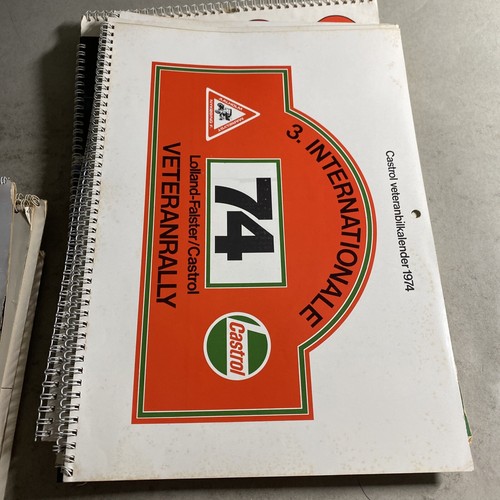 Castrol veteranbilkalender 1974
3. INTERNATIONALE
74
Castrol
Lolland-Falster/Castrol
VETERANRALLY